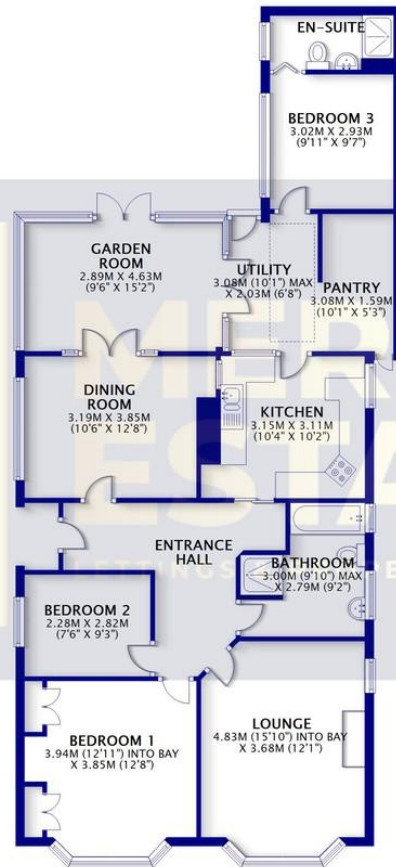 EN-SUITE
BEDROOM 3
3.02M X 2.93M
(9'11" X 9'7")
GARDEN
ROOM
2.89M X 4.63M
(9'6" X 15'2")
UTILITY
3.08M (10'1") MAX
X 2.03M (6'8")
PANTRY
3.08M X 1.59M
(10'1" X 5'3")
DINING
ROOM
3.19M X 3.85M
(10'6" X 12'8")
KITCHEN
3.15M X 3.11M
(10'4" X 10'2")
ENTRANCE
HALL
BATHROOM
3.00M (9'10") MAX
X 2.79M (9'2")
BEDROOM 2
2.28M X 2.82M
(7'6" X 9'3")
BEDROOM 1
3.94M (12'11") INTO BAY
X 3.85M (12'8")
LOUNGE
4.83M (15'10") INTO BAY
X 3.68M (12'1")
MER
ESTA
LETTINGS